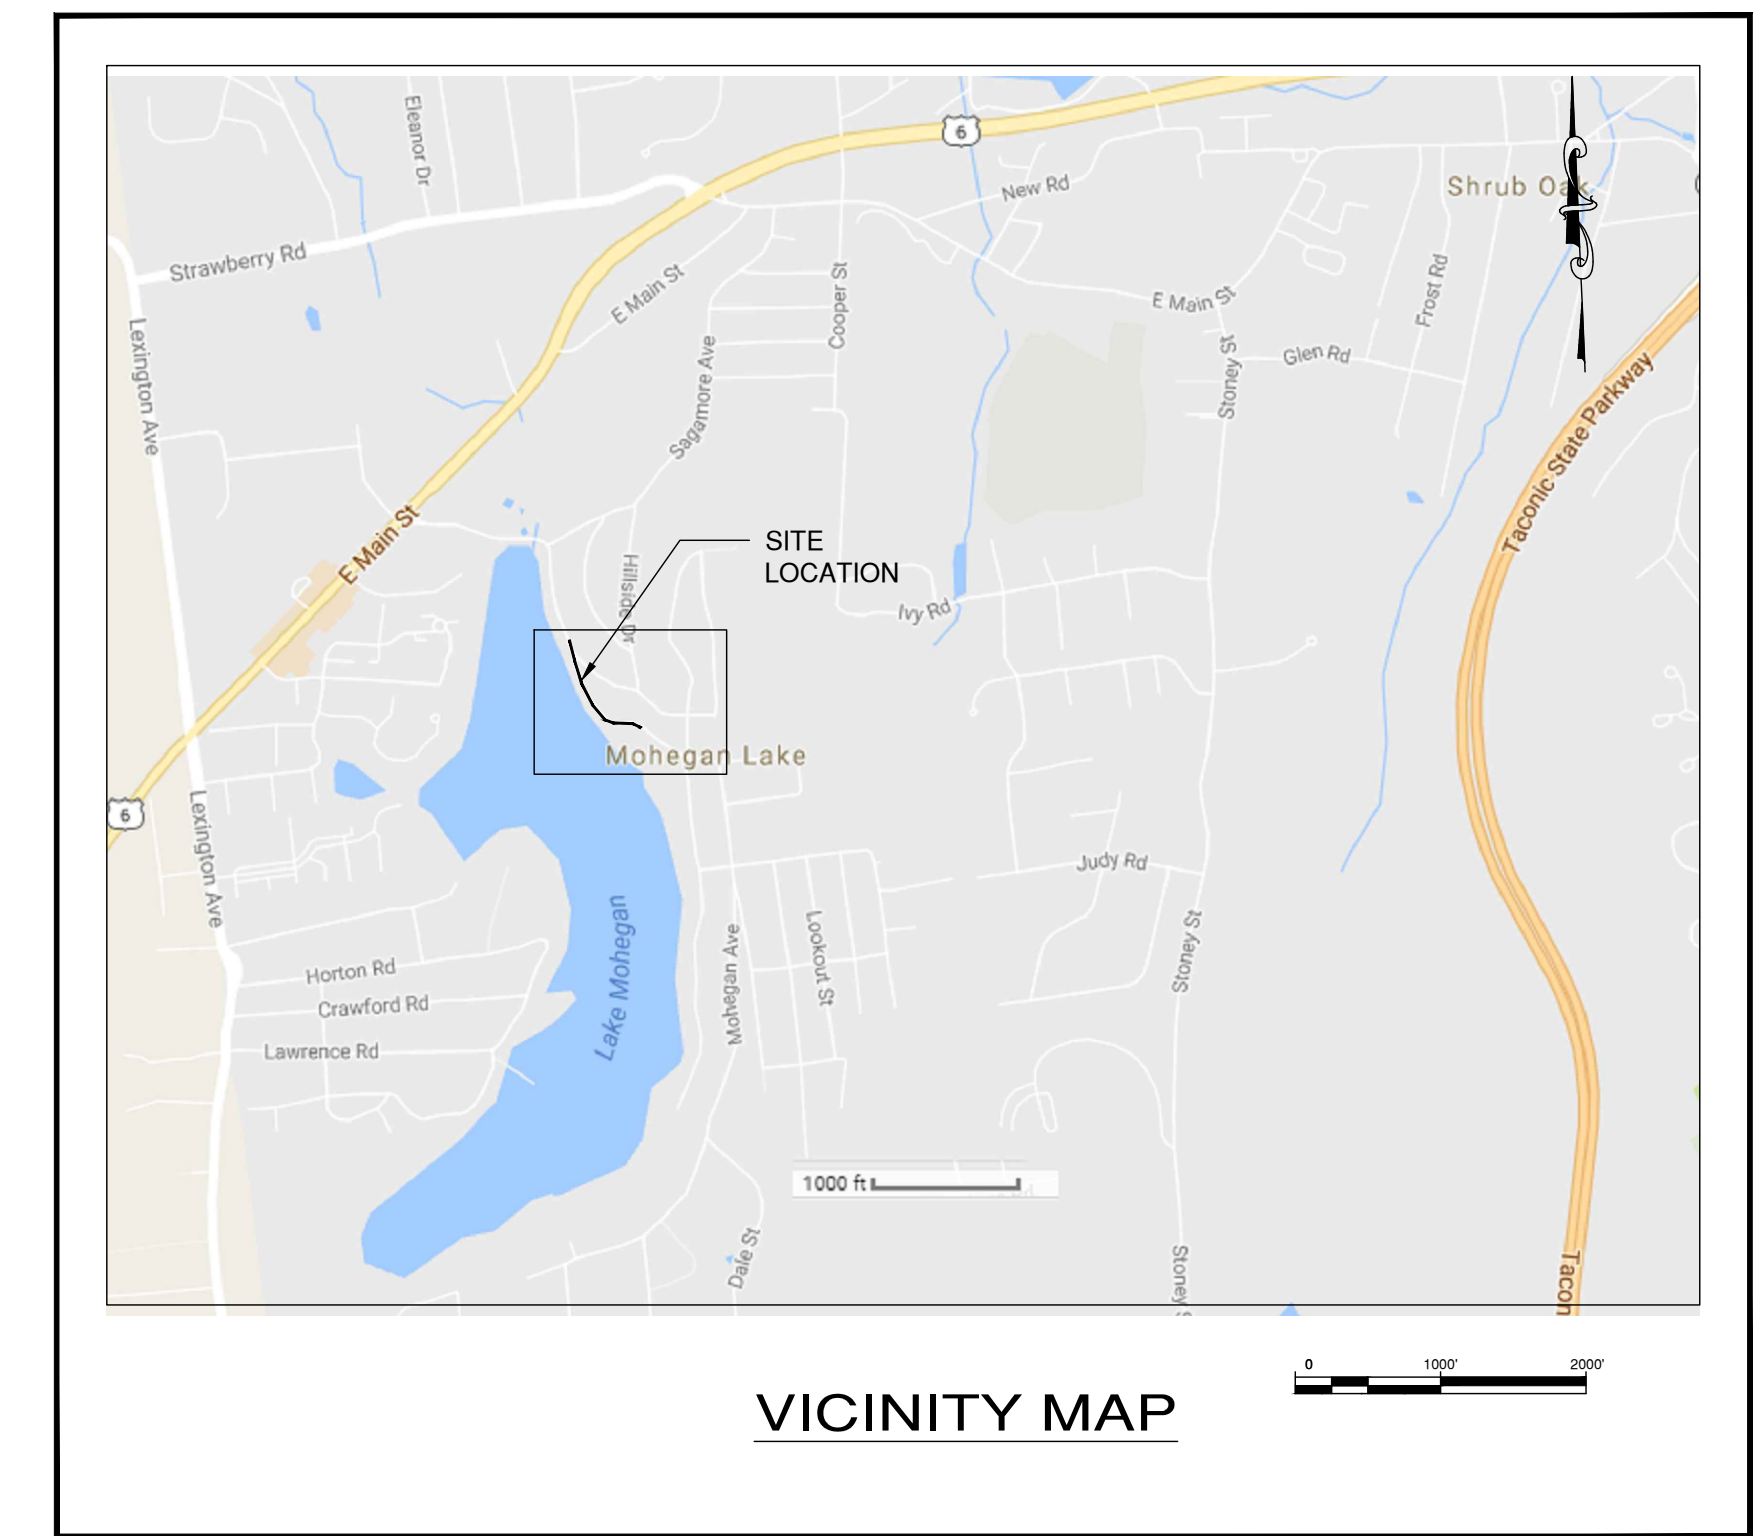 Eleanor Dr
6
New Rd
Shrub Oak
Strawberry Rd
E Main St
Cooper St
E Main St
Frost Rd
Lexington Ave
Sagamore Ave
Stoney St
Glen Rd
Taconic State Parkway
E Main St
SITE
LOCATION
Hillside Dr
Ivy Rd
Mohegan Lake
6
Lexington Ave
Judy Rd
Lake Mohegan
Mohegan Ave
Lookout St
Stoney St
Horton Rd
Crawford Rd
Lawrence Rd
1000 ft
Dale St
Stoney S
Tacon
0 1000' 2000'
VICINITY MAP